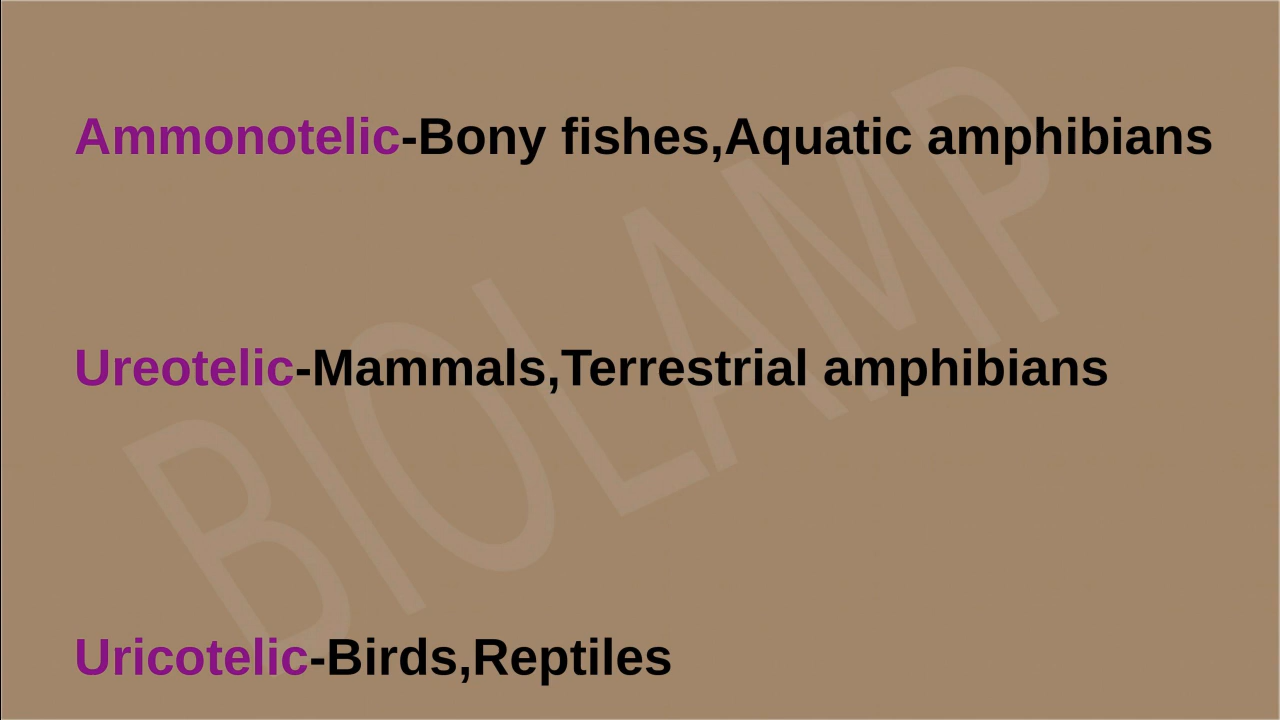 Ammonotelic-Bony fishes,Aquatic amphibians
Ureotelic-Mammals,Terrestrial amphibians
Uricotelic-Birds,Reptiles
BIOLAMP